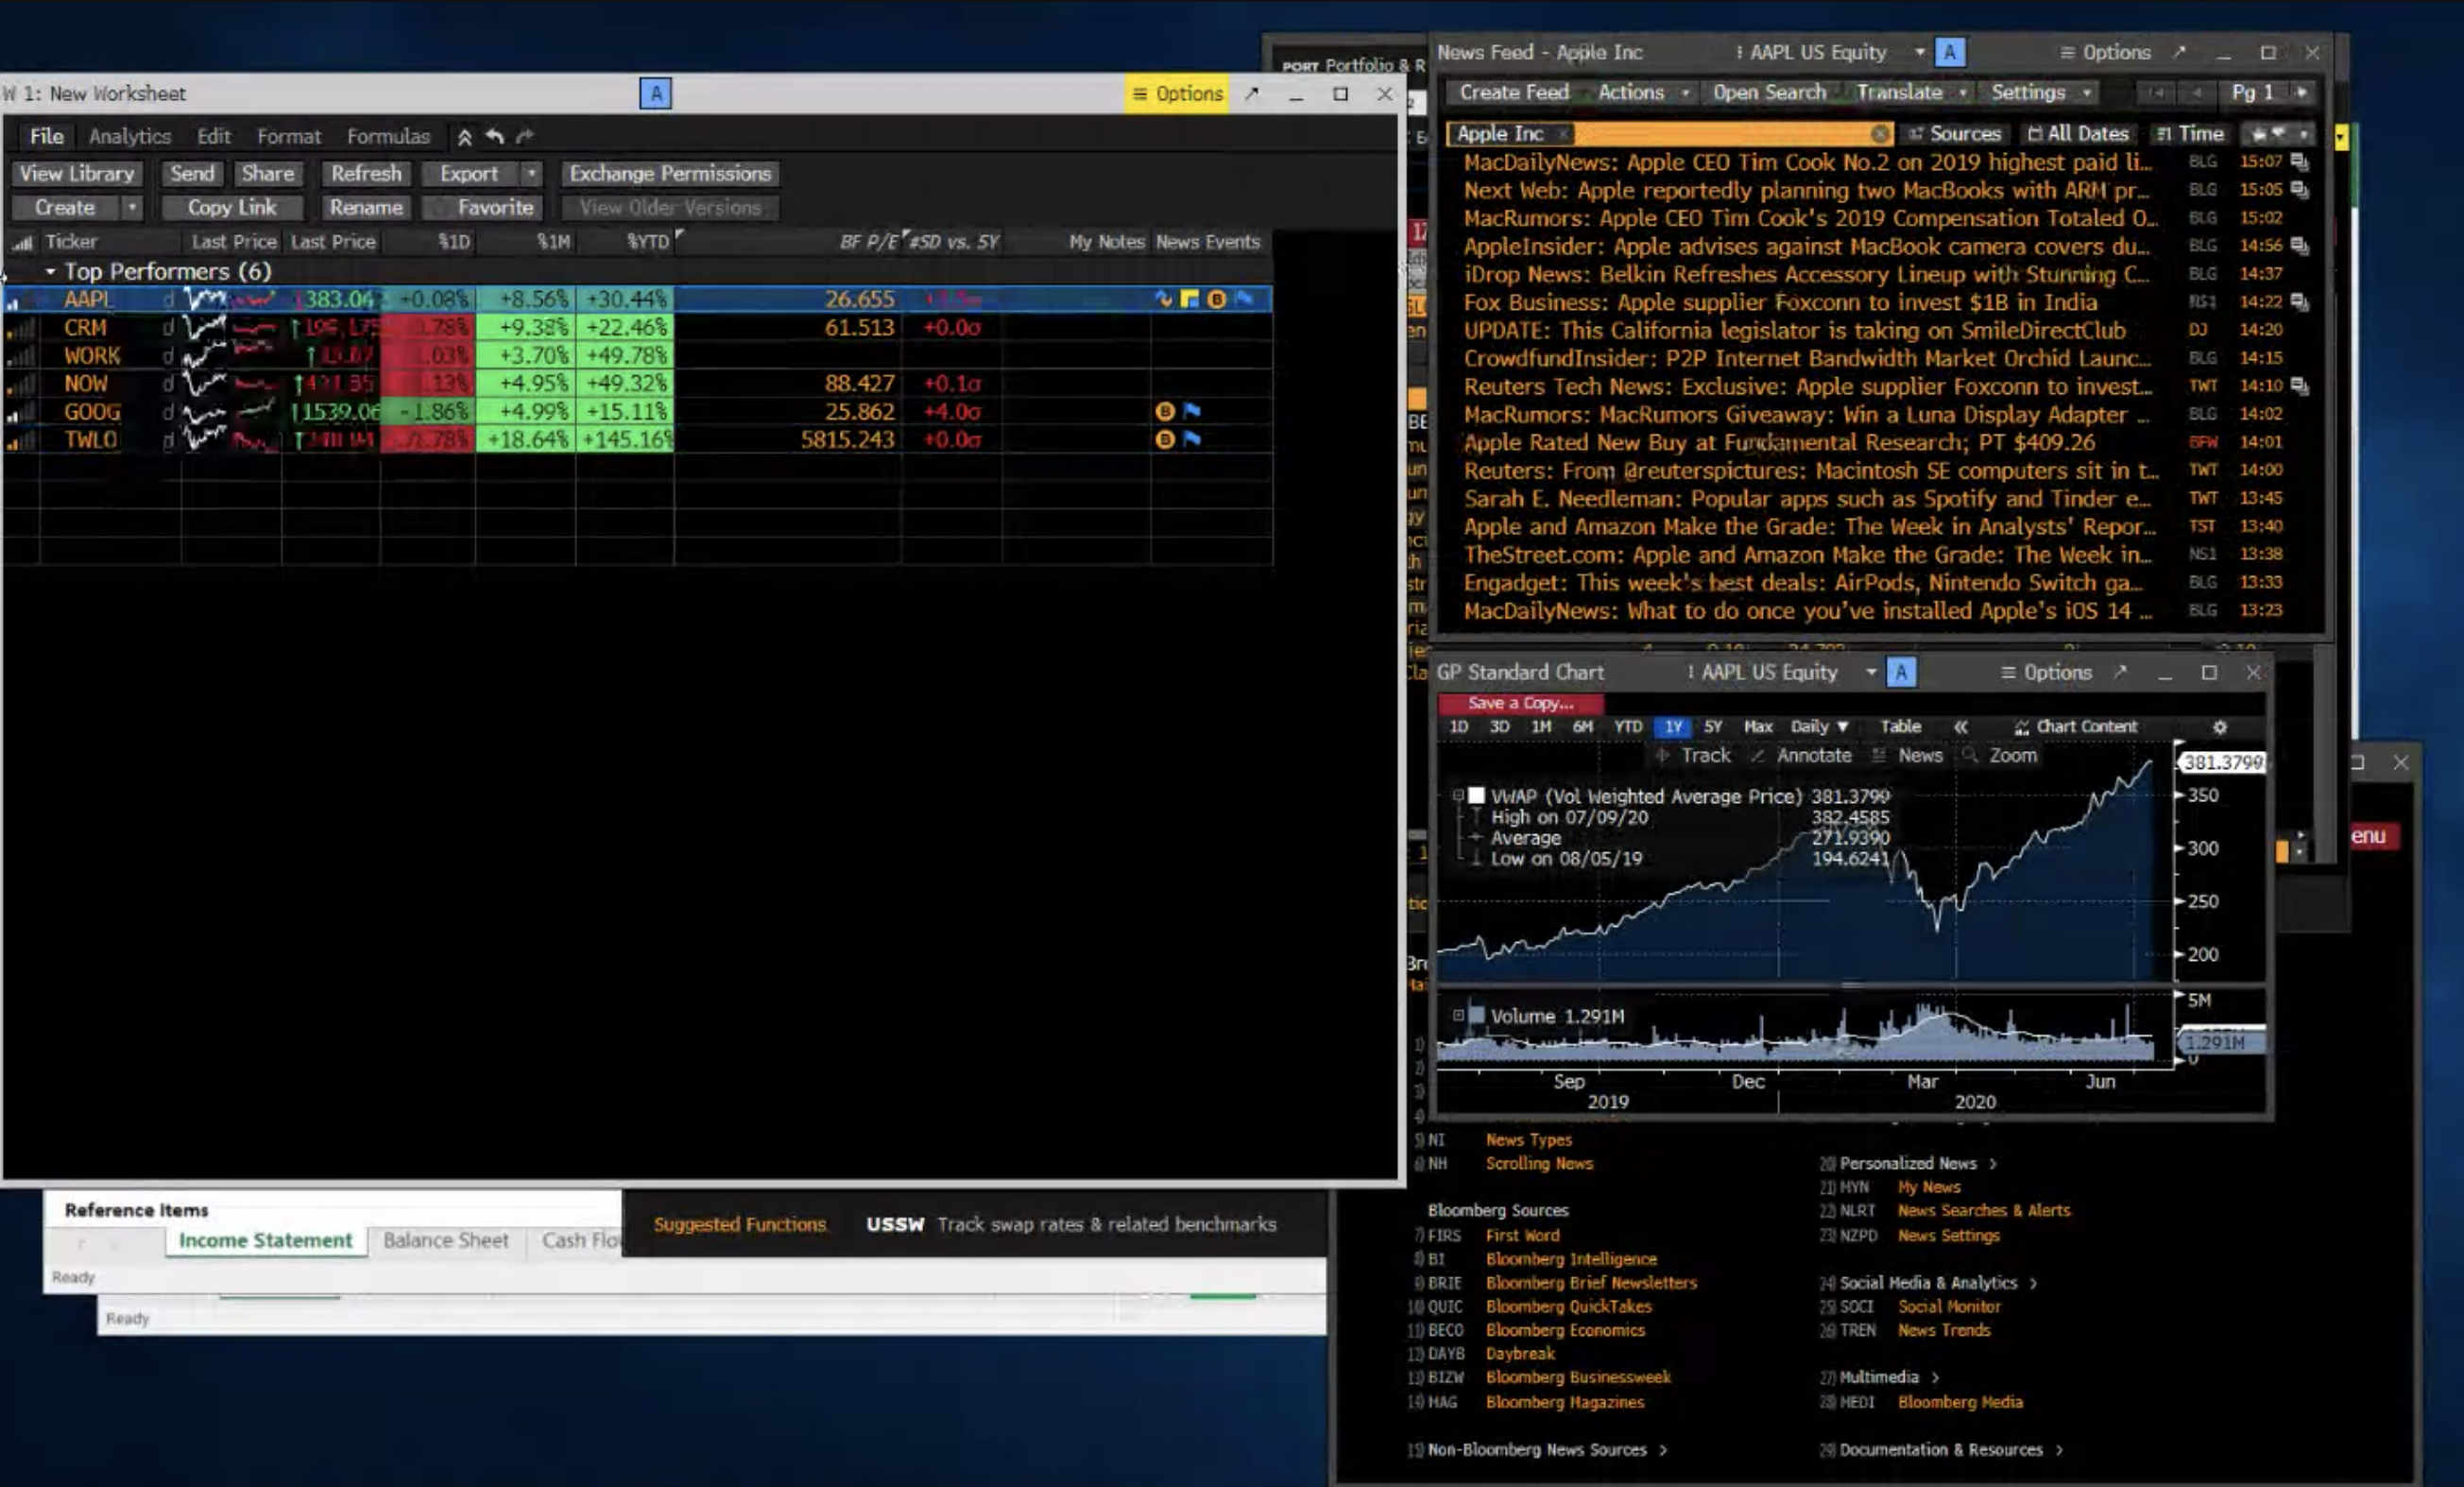 W 1: New Worksheet A Options
File Analytics Edit Format Formulas
View Library Send Share Refresh Export Exchange Permissions
Create Copy Link Rename Favorite View Older Versions
Ticker Last Price Last Price %1D %1M %YTD BF P/E #SD vs. 5Y My Notes News Events
Top Performers (6)
AAPL d 383.04 +0.08% +8.56% +30.44% 26.655
CRM d +9.38% +22.46% 61.513 +0.0σ
WORK d +3.70% +49.78%
NOW d +4.95% +49.32% 88.427 +0.1σ
GOOG d 1539.06 -1.86% +4.99% +15.11% 25.862 +4.0σ B
TWLO d +18.64% +145.16% 5815.243 +0.0σ B
PORT Portfolio & R
News Feed - Apple Inc AAPL US Equity A Options
Create Feed Actions Open Search Translate Settings Pg 1
Apple Inc Sources All Dates Time
MacDailyNews: Apple CEO Tim Cook No.2 on 2019 highest paid li… BLG 15:07
Next Web: Apple reportedly planning two MacBooks with ARM pr… BLG 15:05
MacRumors: Apple CEO Tim Cook's 2019 Compensation Totaled O… BLG 15:02
AppleInsider: Apple advises against MacBook camera covers du… BLG 14:56
iDrop News: Belkin Refreshes Accessory Lineup with Stunning C… BLG 14:37
Fox Business: Apple supplier Foxconn to invest $1B in India NS1 14:22
UPDATE: This California legislator is taking on SmileDirectClub DJ 14:20
CrowdfundInsider: P2P Internet Bandwidth Market Orchid Launc… BLG 14:15
Reuters Tech News: Exclusive: Apple supplier Foxconn to invest… TWT 14:10
MacRumors: MacRumors Giveaway: Win a Luna Display Adapter … BLG 14:02
Apple Rated New Buy at Fundamental Research; PT $409.26 BFW 14:01
Reuters: From @reuterspictures: Macintosh SE computers sit in t… TWT 14:00
Sarah E. Needleman: Popular apps such as Spotify and Tinder e… TWT 13:45
Apple and Amazon Make the Grade: The Week in Analysts' Repor… TST 13:40
TheStreet.com: Apple and Amazon Make the Grade: The Week in… NS1 13:38
Engadget: This week's best deals: AirPods, Nintendo Switch ga… BLG 13:33
MacDailyNews: What to do once you've installed Apple's iOS 14 … BLG 13:23
GP Standard Chart AAPL US Equity A Options
Save a Copy...
1D 3D 1M 6M YTD 1Y 5Y Max Daily ▼ Table « Chart Content
Track Annotate News Zoom
381.3799
VWAP (Vol Weighted Average Price) 381.3799
High on 07/09/20 382.4585
Average 271.9390
Low on 08/05/19 194.6241
350
300
250
200
5M
Volume 1.291M
1.291M
0
Sep Dec Mar Jun
2019 2020
enu
5) NI News Types
6) NH Scrolling News
Bloomberg Sources
7) FIRS First Word
8) BI Bloomberg Intelligence
9) BRIE Bloomberg Brief Newsletters
10) QUIC Bloomberg QuickTakes
11) BECO Bloomberg Economics
12) DAYB Daybreak
13) BIZW Bloomberg Businessweek
14) MAG Bloomberg Magazines
15) Non-Bloomberg News Sources >
20) Personalized News >
21) MYN My News
22) NLRT News Searches & Alerts
23) NZPD News Settings
24) Social Media & Analytics >
25) SOCI Social Monitor
26) TREN News Trends
27) Multimedia >
28) MEDI Bloomberg Media
29) Documentation & Resources >
Reference Items
Income Statement Balance Sheet Cash Flo
Ready
Ready
Suggested Functions USSW Track swap rates & related benchmarks